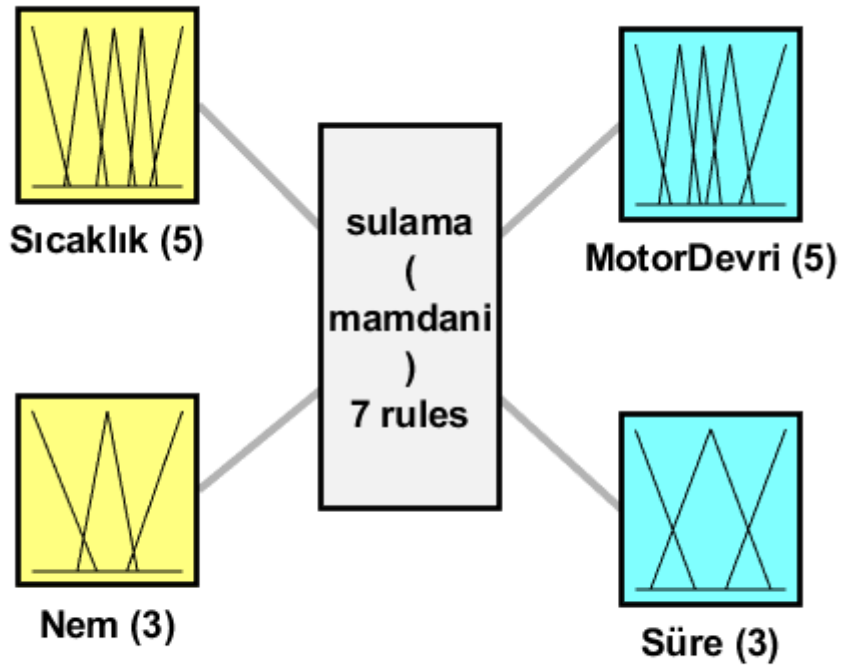 Sıcaklık (5)
Nem (3)
sulama
(
mamdani
)
7 rules
MotorDevri (5)
Süre (3)